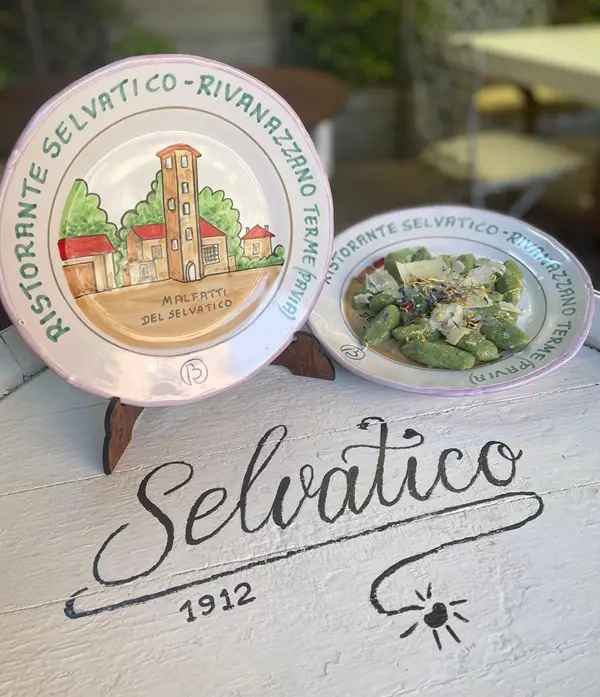 RISTORANTE SELVATICO - RIVANAZZANO TERME (PAVIA)
MALFATTI
DEL SELVATICO
B
RISTORANTE SELVATICO - RIVANAZZANO TERME (PAVIA)
B
Selvatico
1912